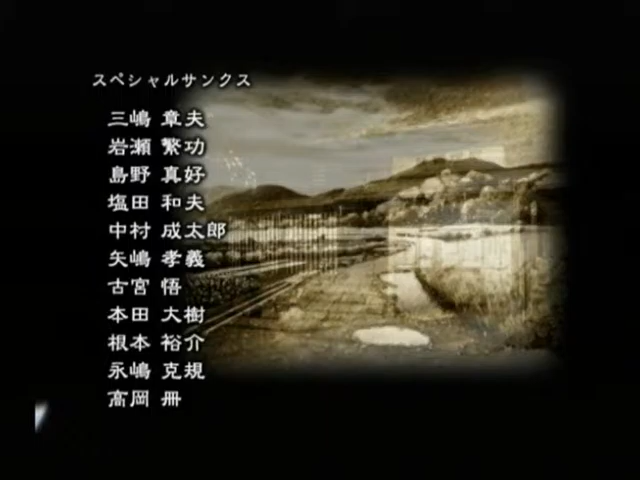 スペシャルサンクス
三嶋 章夫
岩瀬 繁功
島野 真好
塩田 和夫
中村 成太郎
矢嶋 孝義
古宮 悟
本田 大樹
根本 裕介
永嶋 克規
高岡 冊